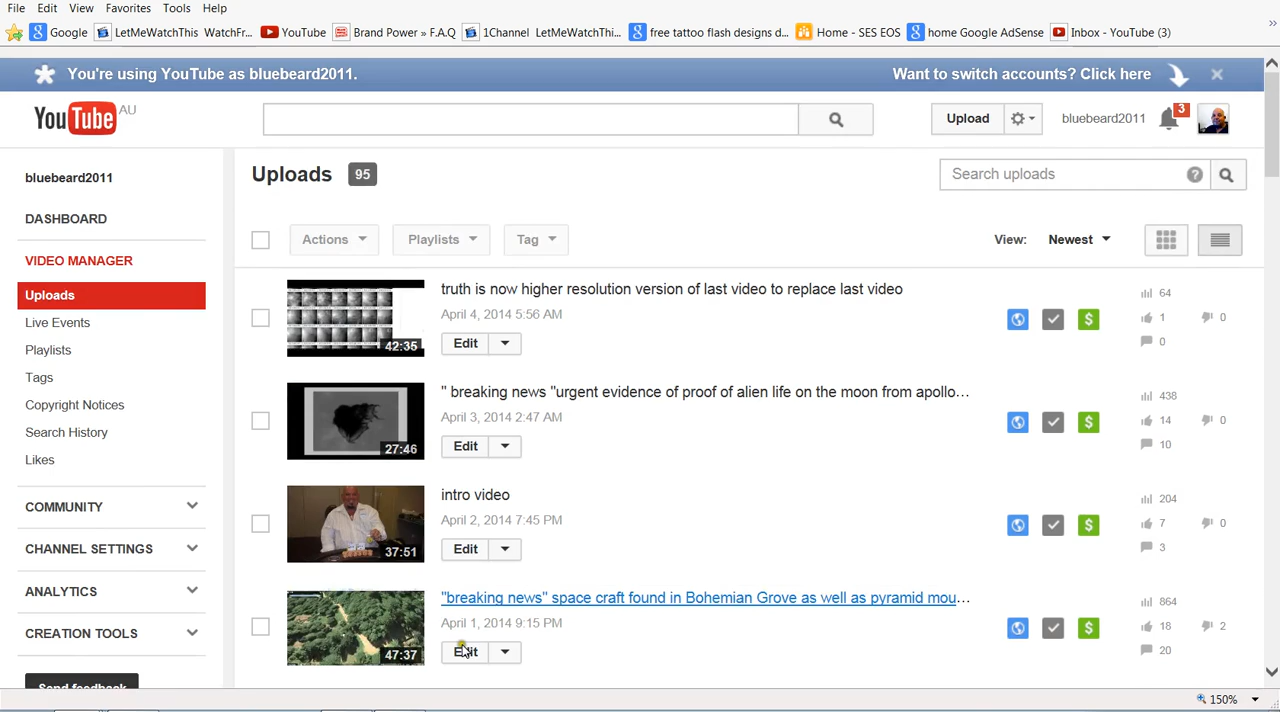 File Edit View Favorites Tools Help
Google LetMeWatchThis WatchFr... YouTube Brand Power » F.A.Q 1Channel LetMeWatchThi... free tattoo flash designs d... Home - SES EOS home Google AdSense Inbox - YouTube (3) »
You're using YouTube as bluebeard2011. Want to switch accounts? Click here
YouTube AU Upload bluebeard2011 3
bluebeard2011
DASHBOARD
VIDEO MANAGER
Uploads
Live Events
Playlists
Tags
Copyright Notices
Search History
Likes
COMMUNITY
CHANNEL SETTINGS
ANALYTICS
CREATION TOOLS
Send feedback
Uploads 95 Search uploads ?
Actions Playlists Tag View: Newest
truth is now higher resolution version of last video to replace last video
April 4, 2014 5:56 AM
Edit
42:35
$
64
1 0
0
" breaking news "urgent evidence of proof of alien life on the moon from apollo...
April 3, 2014 2:47 AM
Edit
27:46
$
438
14 0
10
intro video
April 2, 2014 7:45 PM
Edit
37:51
$
204
7 0
3
"breaking news" space craft found in Bohemian Grove as well as pyramid mou...
April 1, 2014 9:15 PM
Edit
47:37
$
864
18 2
20
150%